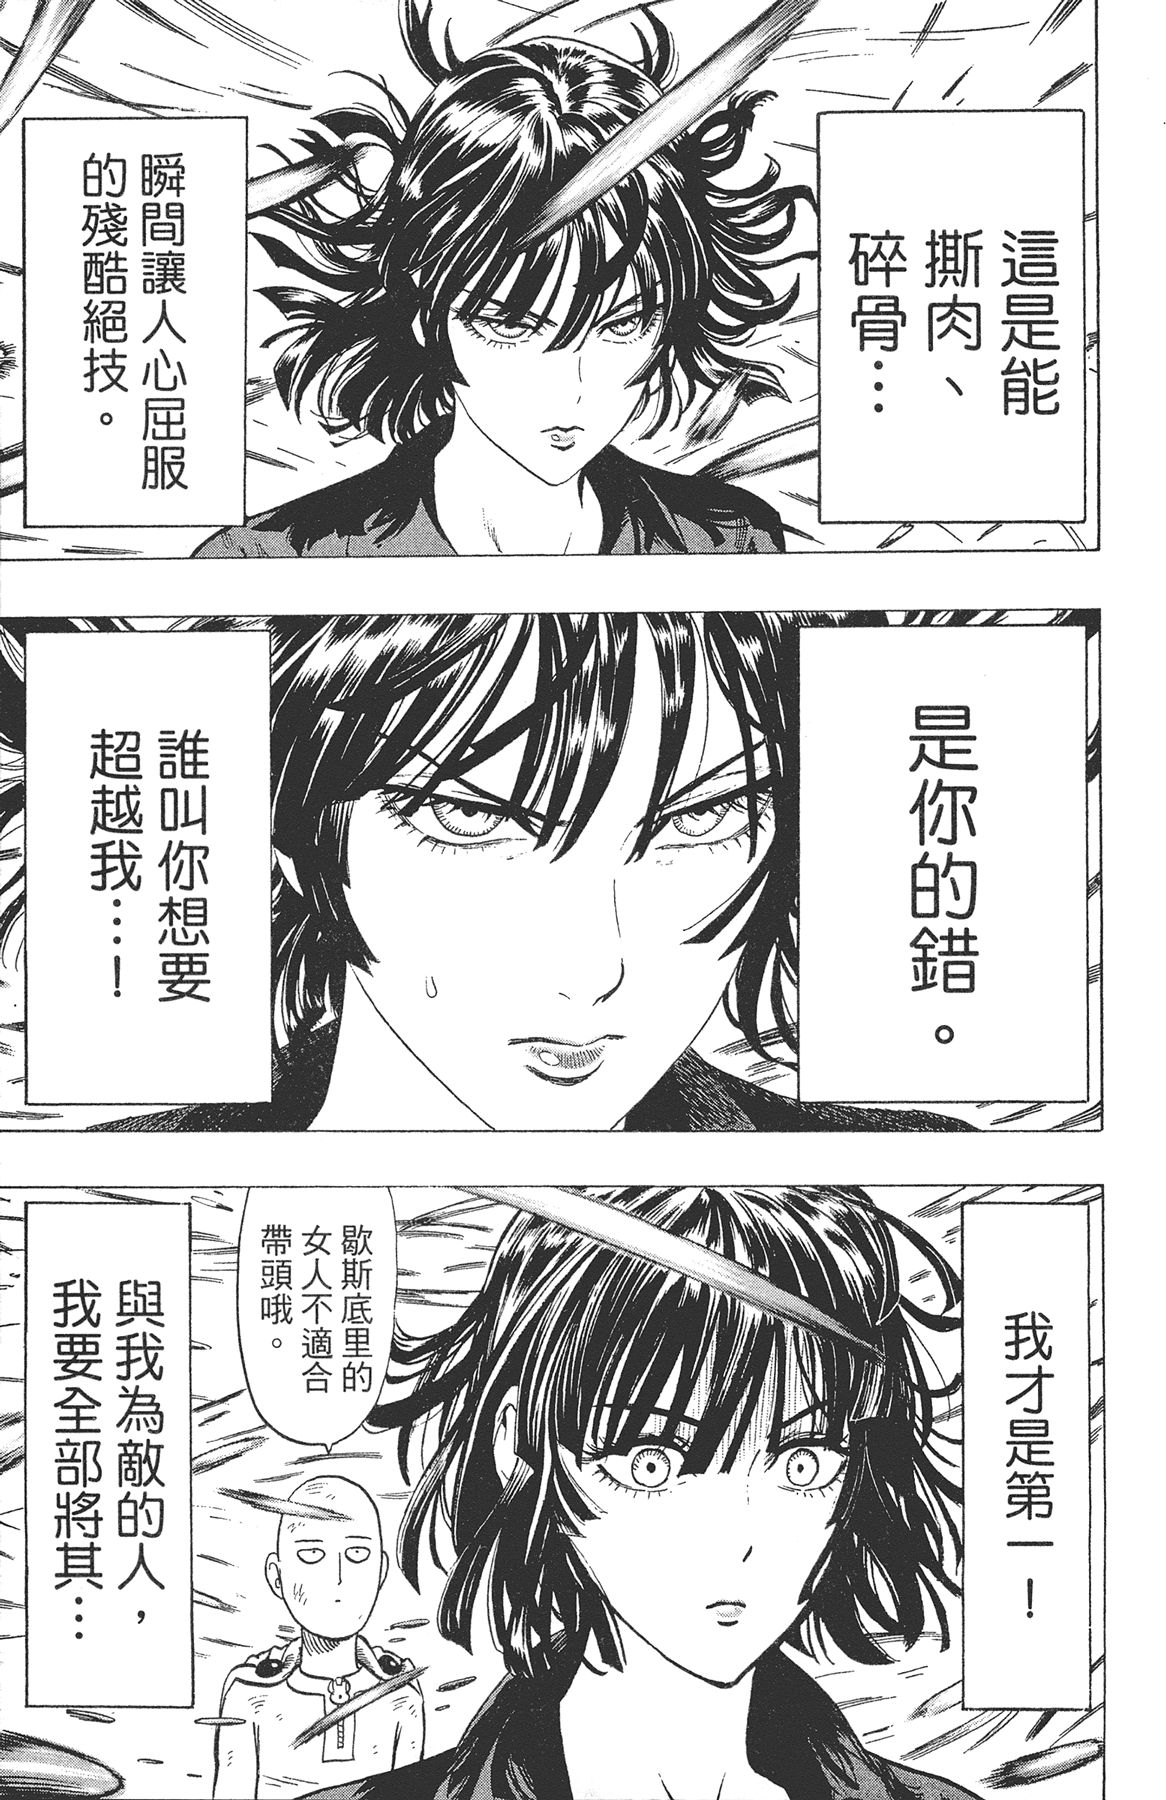 這是能
撕肉、
碎骨…
瞬間讓人心屈服
的殘酷絕技。
是你的錯。
誰叫你想要
超越我…！
我才是第一！
歇斯底里的
女人不適合
帶頭哦。
與我為敵的人，
我要全部將其…